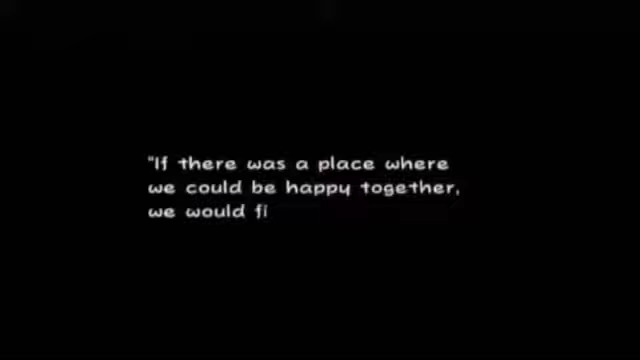 "If there was a place where
we could be happy together,
we would fi